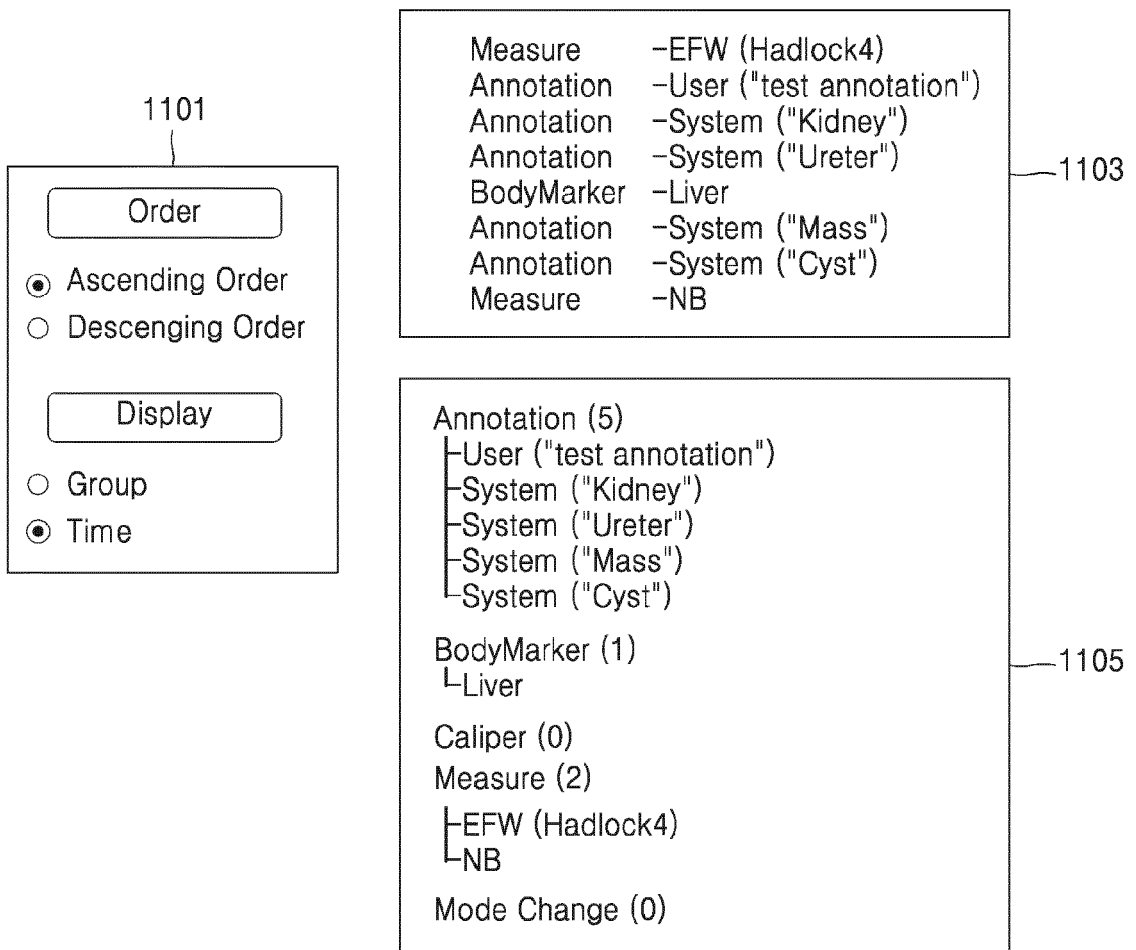 1101
Order
Ascending Order
Descenging Order
Display
Group
Time
Measure -EFW (Hadlock4)
Annotation -User ("test annotation")
Annotation -System ("Kidney")
Annotation -System ("Ureter")
BodyMarker -Liver
Annotation -System ("Mass")
Annotation -System ("Cyst")
Measure -NB
1103
Annotation (5)
User ("test annotation")
System ("Kidney")
System ("Ureter")
System ("Mass")
System ("Cyst")
BodyMarker (1)
Liver
Caliper (0)
Measure (2)
EFW (Hadlock4)
NB
Mode Change (0)
1105